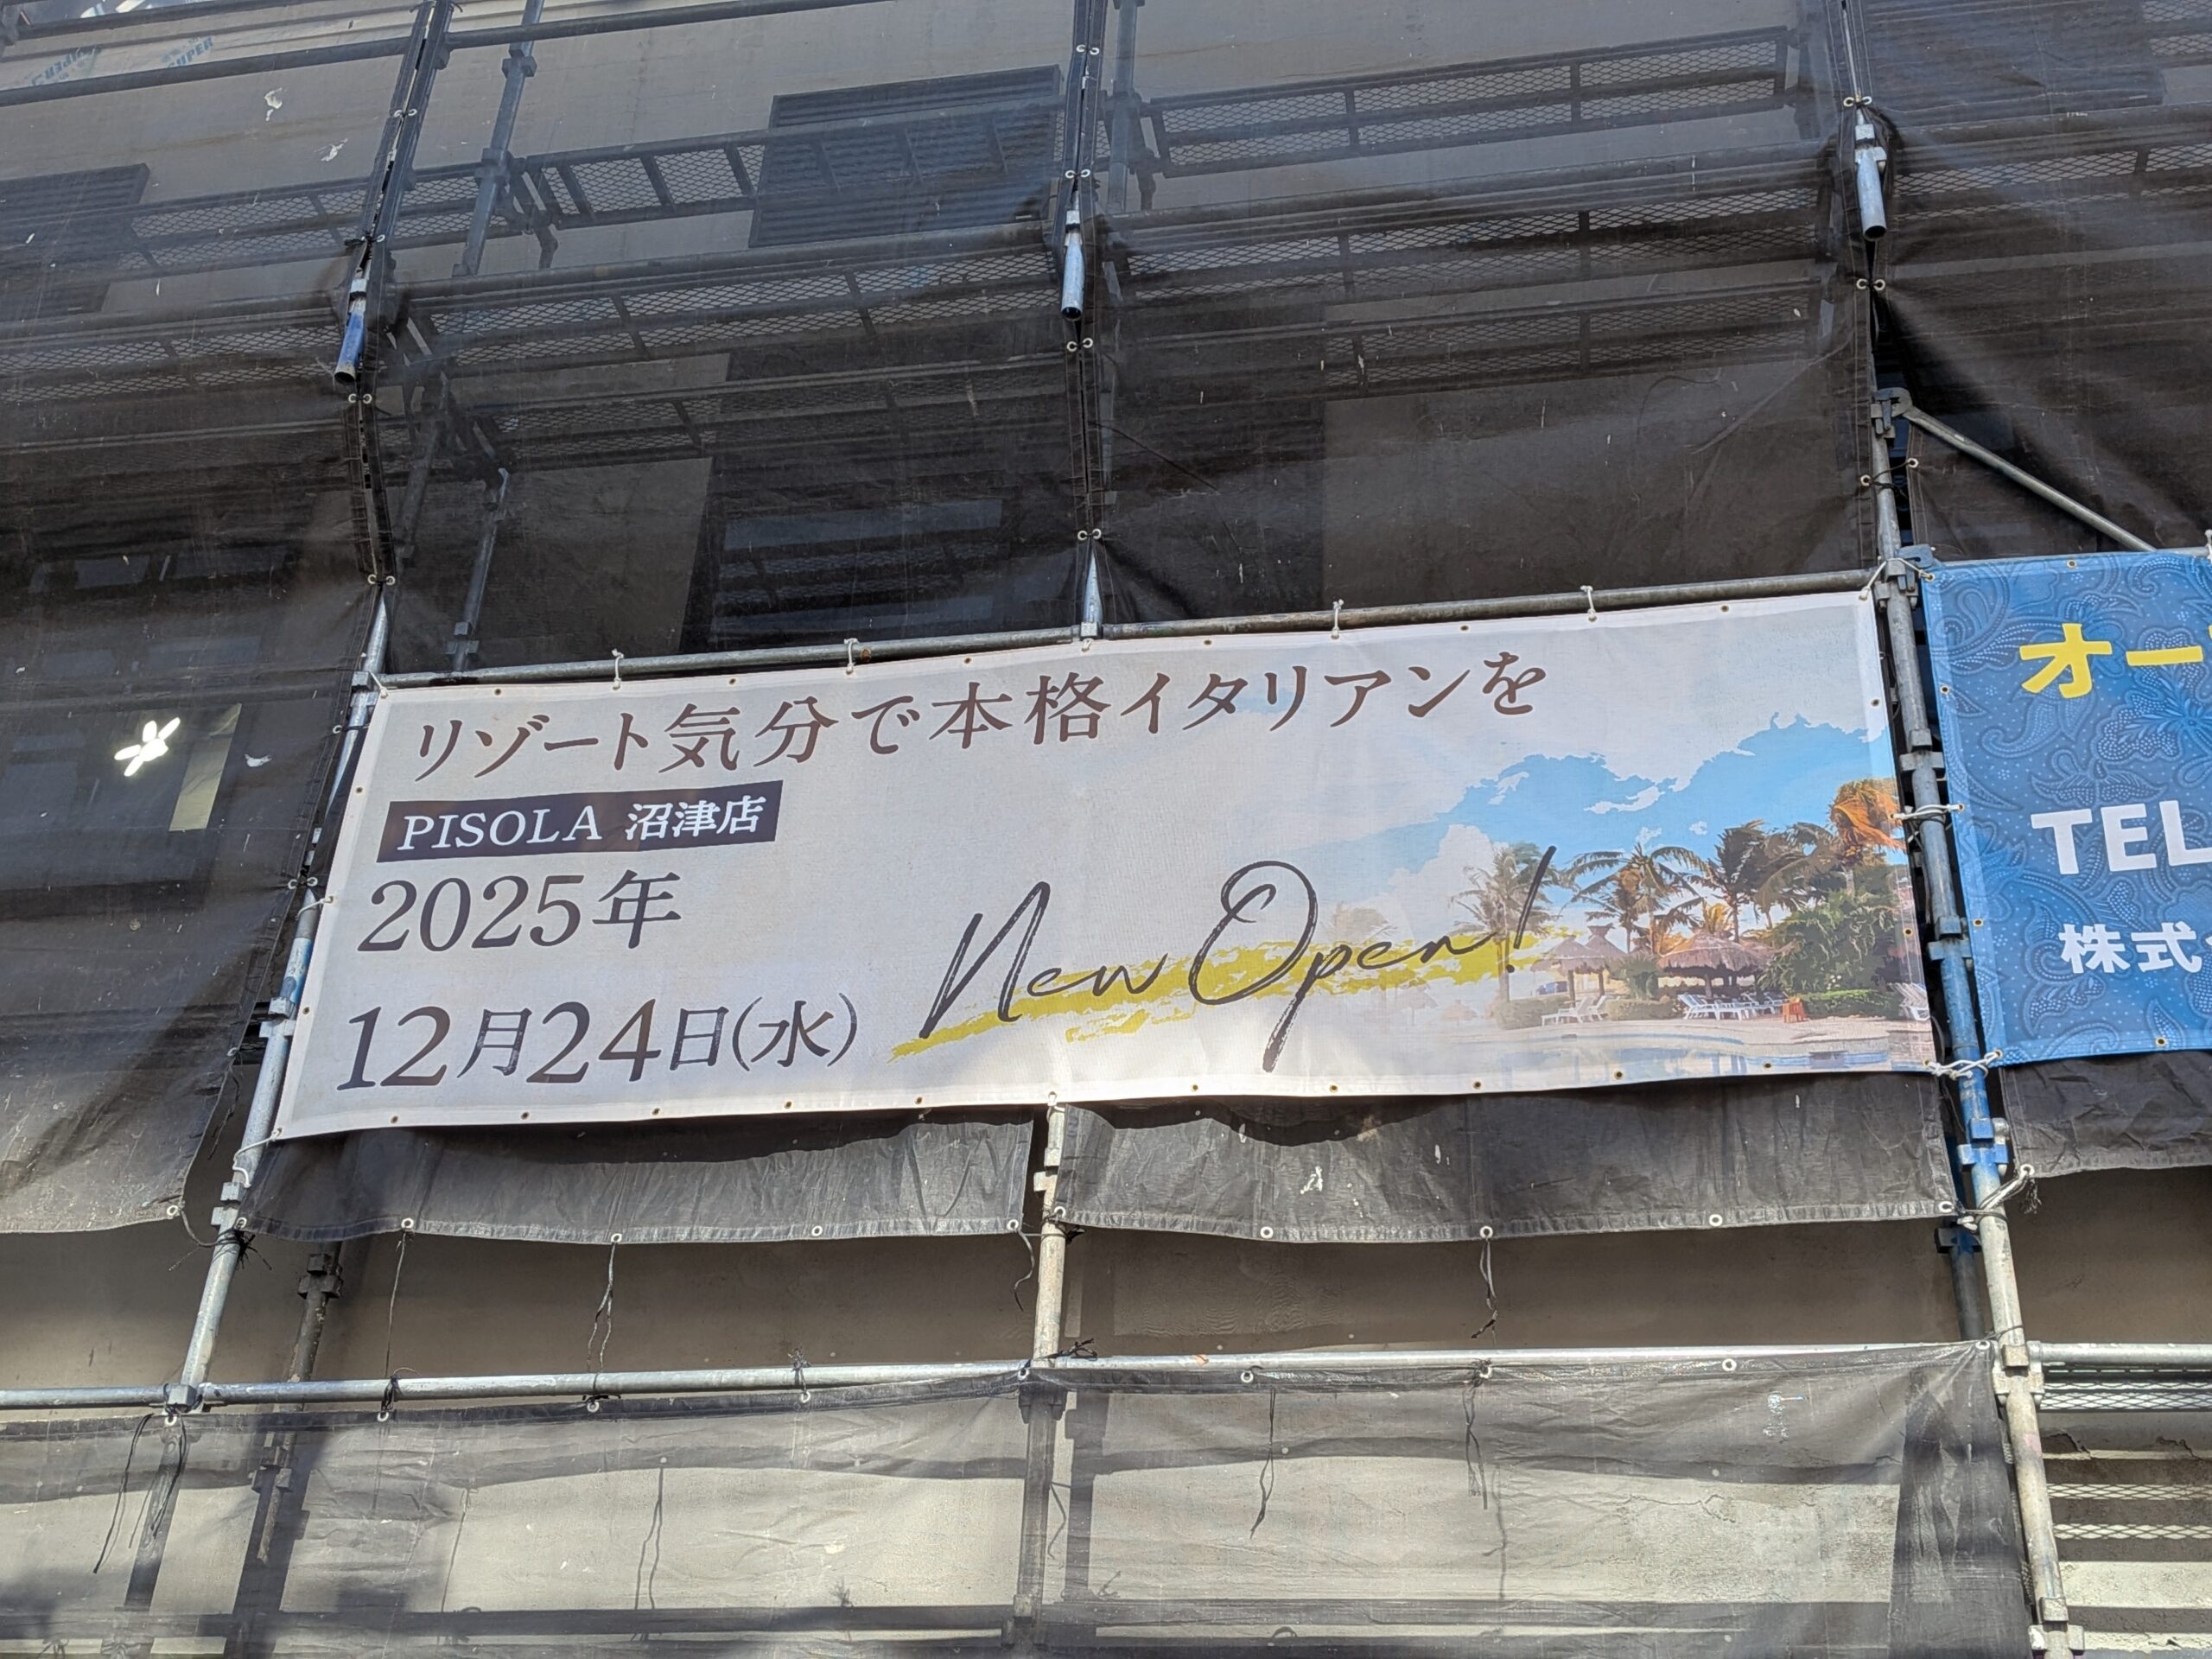 リゾート気分で本格イタリアンを
PISOLA 沼津店
2025年
12月24日(水)
New Open!
オー
TEL
株式
SUPER